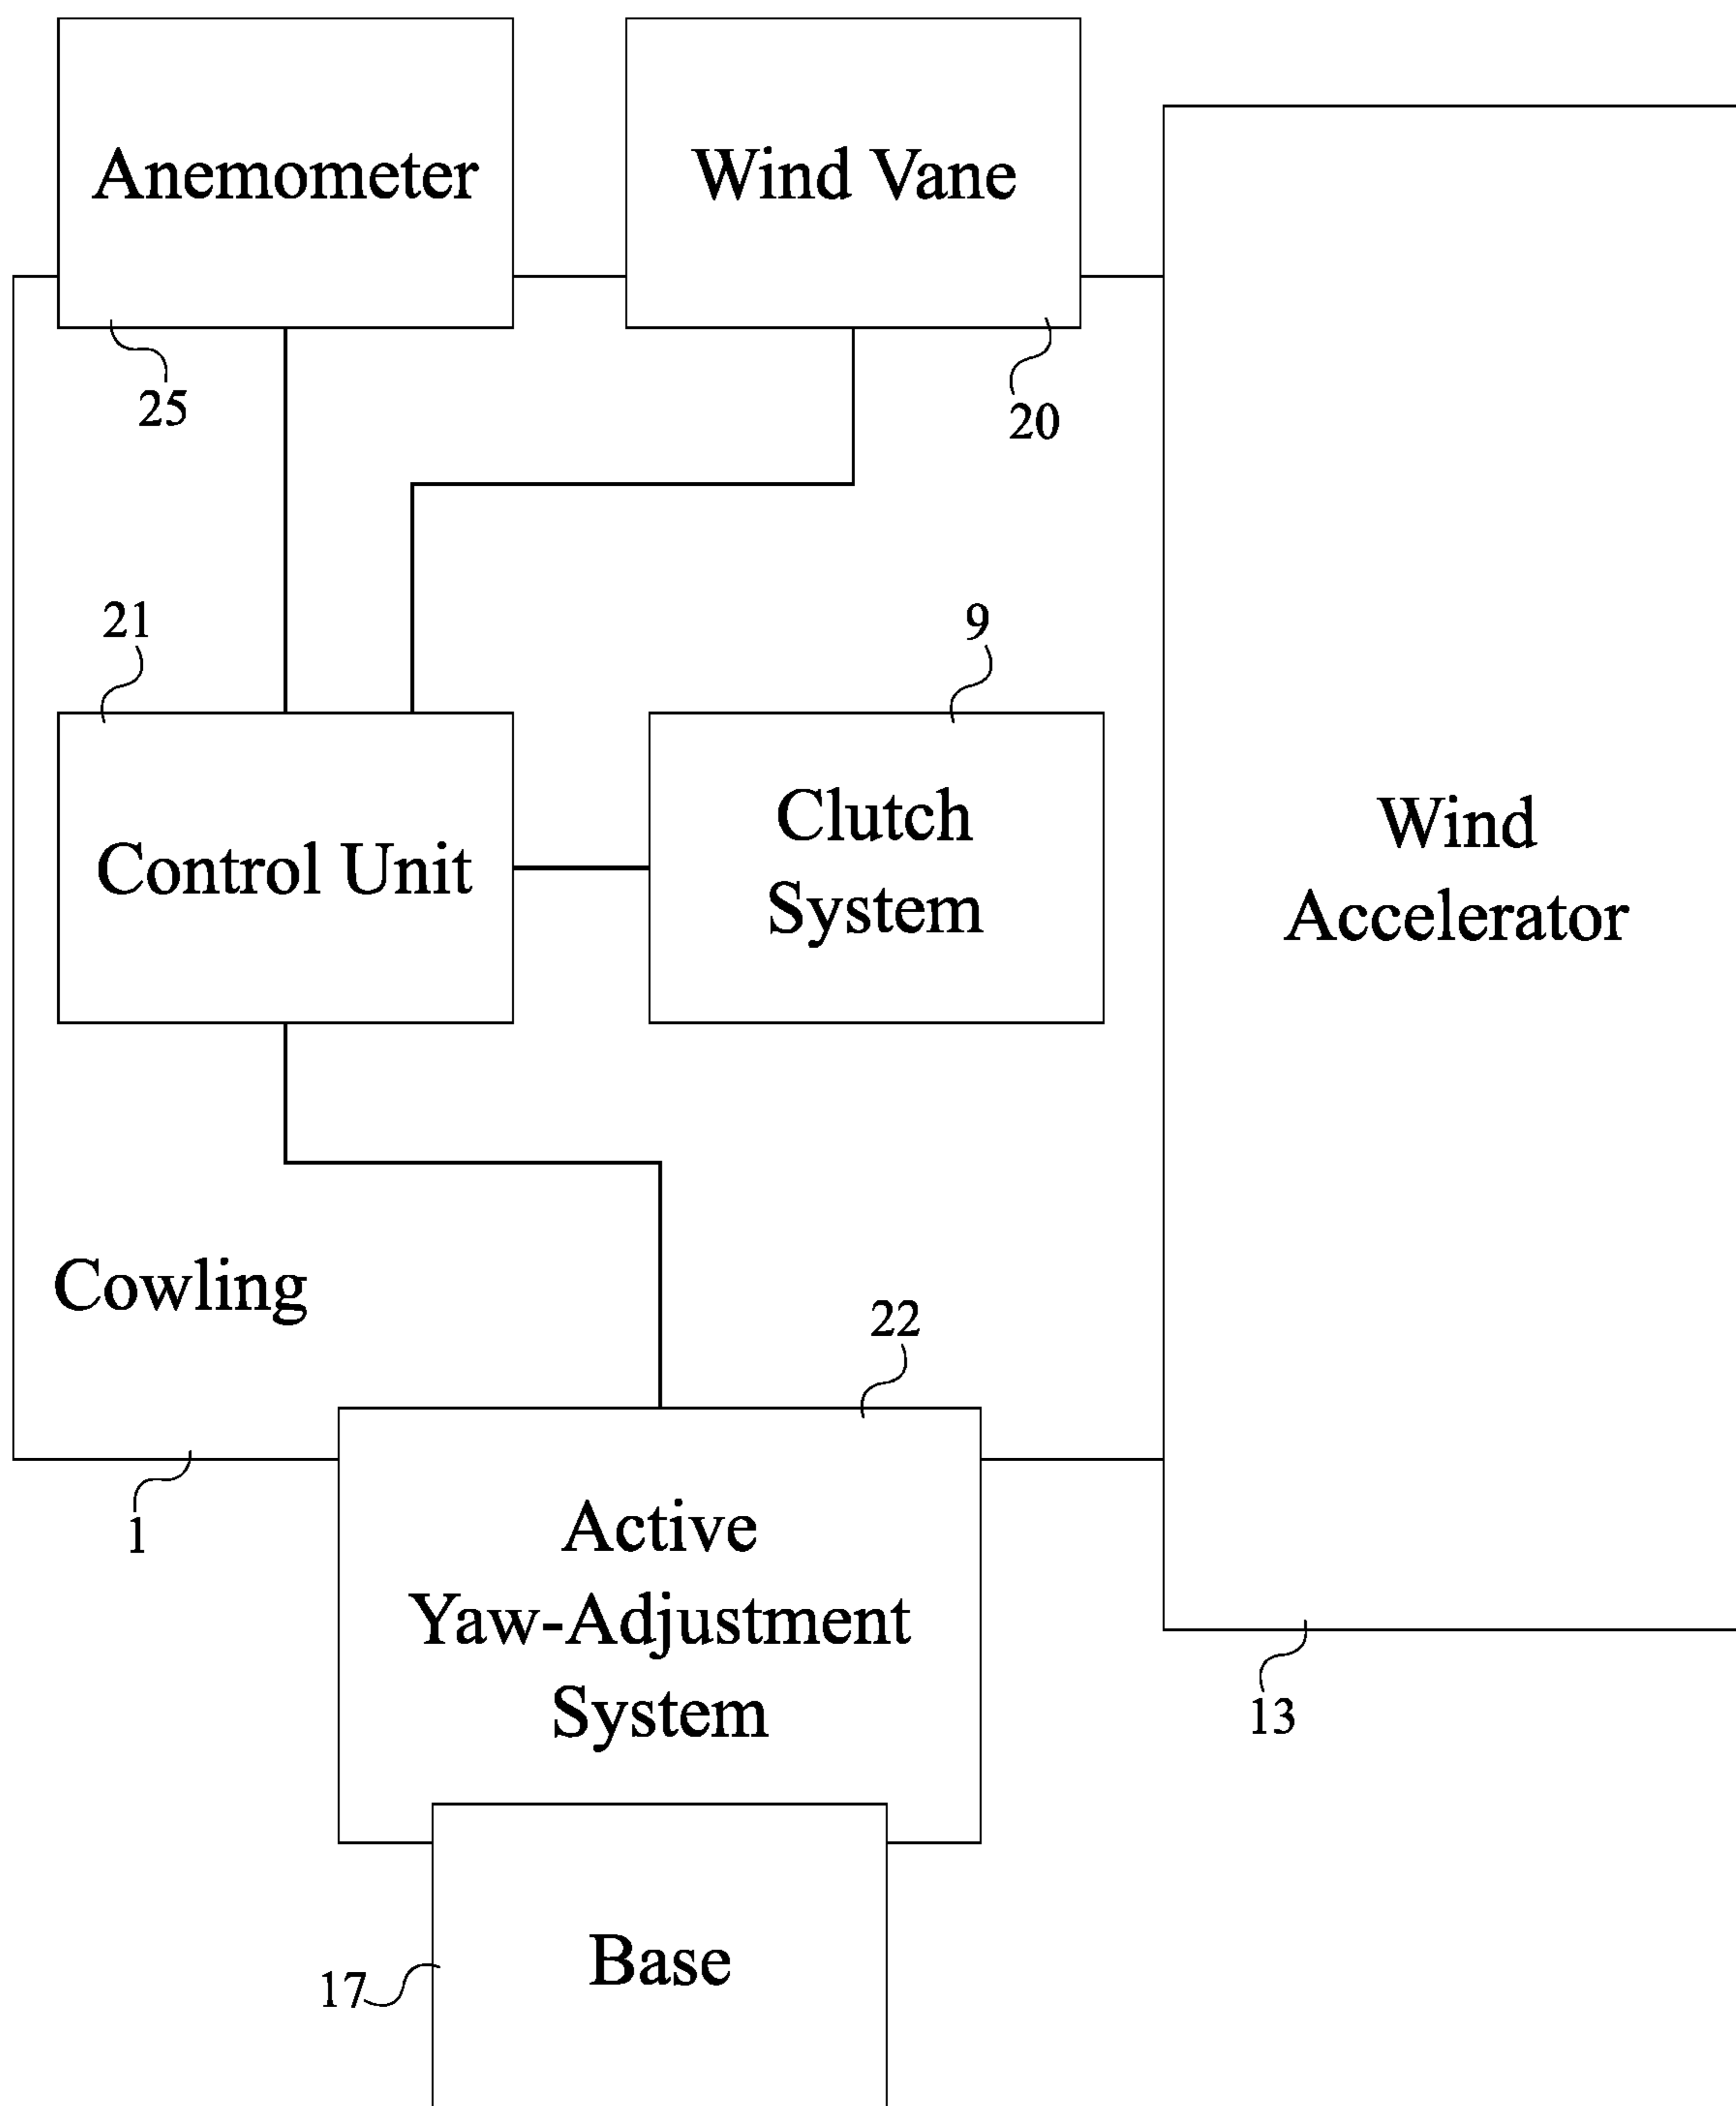 Anemometer
Wind Vane
25
20
21
9
Control Unit
Clutch
System
Wind
Accelerator
Cowling
22
1
Active
Yaw-Adjustment
System
13
Base
17